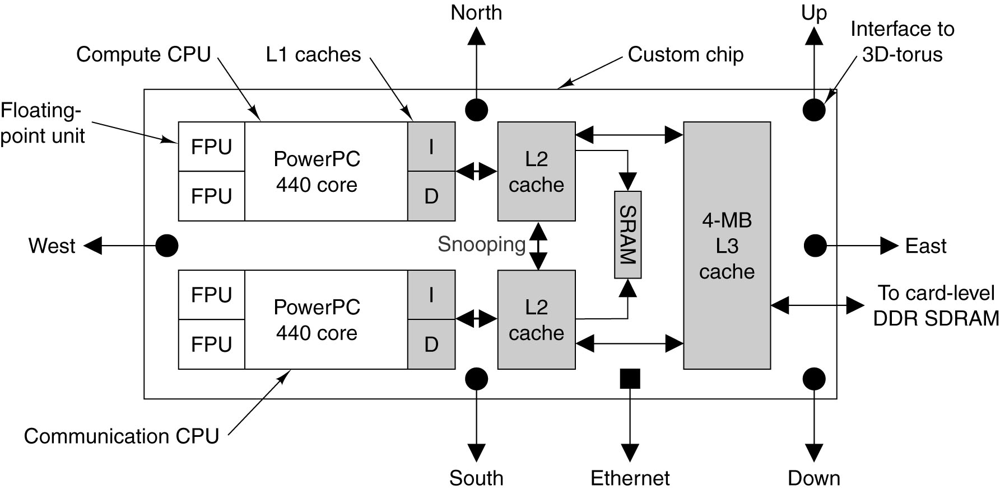 North
Up
Interface to
3D-torus
Compute CPU
L1 caches
Custom chip
Floating-
point unit
FPU
FPU
PowerPC
440 core
I
D
L2
cache
SRAM
4-MB
L3
cache
West
Snooping
East
To card-level
DDR SDRAM
FPU
FPU
PowerPC
440 core
I
D
L2
cache
Communication CPU
South
Ethernet
Down